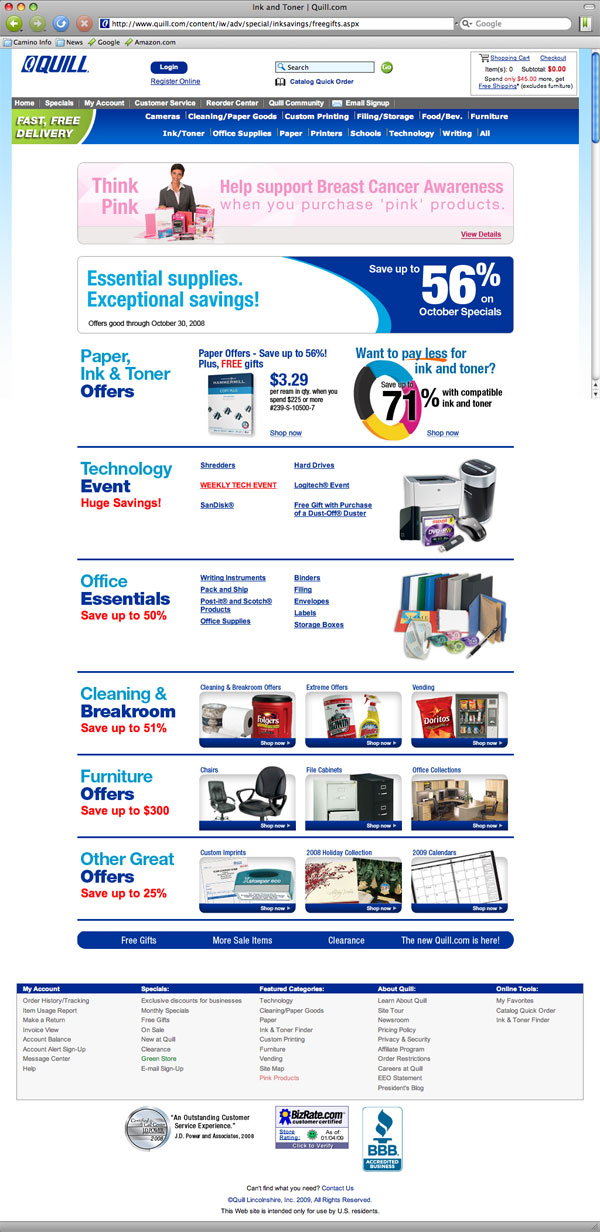 Ink and Toner | Quill.com
http://www.quill.com/content/iw/adv/special/inksavings/freegifts.aspx
Google
Camino Info News Google Amazon.com
QUILL
Login
Register Online
Search
Go
Catalog Quick Order
Shopping Cart Checkout
Item(s): 0 Subtotal: $0.00
Spend only $45.00 more, get
Free Shipping* (excludes furniture)
Home Specials My Account Customer Service Reorder Center Quill Community Email Signup
FAST, FREE
DELIVERY
Cameras Cleaning/Paper Goods Custom Printing Filing/Storage Food/Bev. Furniture
Ink/Toner Office Supplies Paper Printers Schools Technology Writing All
Think
Pink
Help support Breast Cancer Awareness
when you purchase 'pink' products.
View Details
Essential supplies.
Exceptional savings!
Offers good through October 30, 2008
Save up to
56%
on
October Specials
Paper,
Ink & Toner
Offers
Paper Offers - Save up to 56%!
Plus, FREE gifts
HAMMERMILL
$3.29
per ream in qty. when you
spend $225 or more
#239-S-10500-7
Shop now
Want to pay less for
ink and toner?
Save up to
71%
with compatible
ink and toner
Shop now
Technology
Event
Huge Savings!
Shredders
WEEKLY TECH EVENT
SanDisk®
Hard Drives
Logitech® Event
Free Gift with Purchase
of a Dust-Off® Duster
maxell
Office
Essentials
Save up to 50%
Writing Instruments
Pack and Ship
Post-it® and Scotch®
Products
Office Supplies
Binders
Filing
Envelopes
Labels
Storage Boxes
Cleaning &
Breakroom
Save up to 51%
Cleaning & Breakroom Offers
Folgers
Shop now
Extreme Offers
Shop now
Vending
Doritos
Shop now
Furniture
Offers
Save up to $300
Chairs
Shop now
File Cabinets
Shop now
Office Collections
Shop now
Other Great
Offers
Save up to 25%
Custom Imprints
Shop now
2008 Holiday Collection
Shop now
2009 Calendars
Shop now
Free Gifts More Sale Items Clearance The new Quill.com is here!
My Account
Order History/Tracking
Item Usage Report
Make a Return
Invoice View
Account Balance
Account Alert Sign-Up
Message Center
Help
Specials:
Exclusive discounts for businesses
Monthly Specials
Free Gifts
On Sale
New at Quill
Clearance
Green Store
E-mail Sign-Up
Featured Categories:
Technology
Cleaning/Paper Goods
Paper
Ink & Toner Finder
Custom Printing
Furniture
Vending
Site Map
Pink Products
About Quill:
Learn About Quill
Site Tour
Newsroom
Pricing Policy
Privacy & Security
Affiliate Program
Order Restrictions
Careers at Quill
EEO Statement
President's Blog
Online Tools:
My Favorites
Catalog Quick Order
Ink & Toner Finder
J.D. POWER
2008
"An Outstanding Customer
Service Experience."
J.D. Power and Associates, 2008
BizRate.com
customer certified
Store
Rating:
As of:
01/04/09
Click to Verify
BBB
ACCREDITED
BUSINESS
Can't find what you need? Contact Us
©Quill Lincolnshire, Inc. 2009, All Rights Reserved.
This Web site is intended only for use by U.S. residents.